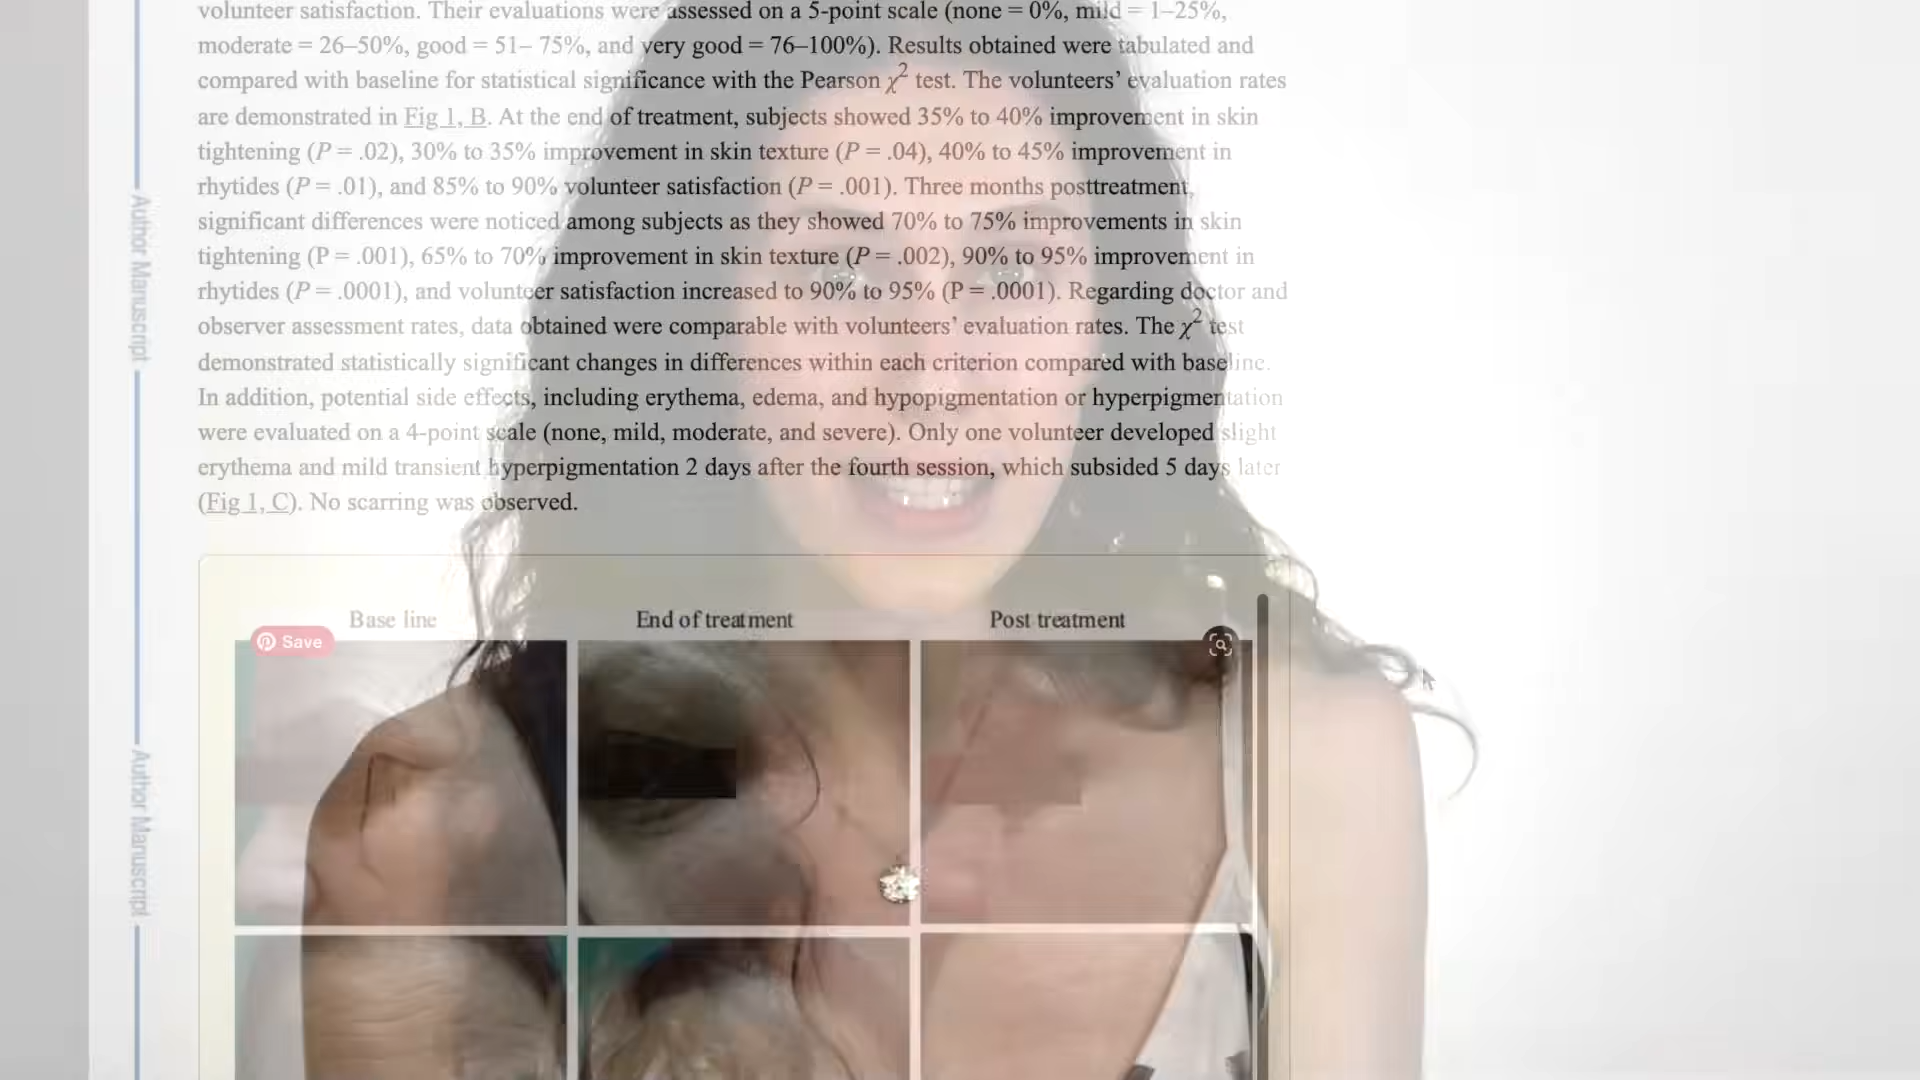 volunteer satisfaction. Their evaluations were assessed on a 5-point scale (none = 0%, mild = 1–25%,
moderate = 26–50%, good = 51– 75%, and very good = 76–100%). Results obtained were tabulated and
compared with baseline for statistical significance with the Pearson χ² test. The volunteers’ evaluation rates
are demonstrated in Fig 1, B. At the end of treatment, subjects showed 35% to 40% improvement in skin
tightening (P = .02), 30% to 35% improvement in skin texture (P = .04), 40% to 45% improvement in
rhytides (P = .01), and 85% to 90% volunteer satisfaction (P = .001). Three months posttreatment,
significant differences were noticed among subjects as they showed 70% to 75% improvements in skin
tightening (P = .001), 65% to 70% improvement in skin texture (P = .002), 90% to 95% improvement in
rhytides (P = .0001), and volunteer satisfaction increased to 90% to 95% (P = .0001). Regarding doctor and
observer assessment rates, data obtained were comparable with volunteers’ evaluation rates. The χ² test
demonstrated statistically significant changes in differences within each criterion compared with baseline.
In addition, potential side effects, including erythema, edema, and hypopigmentation or hyperpigmentation
were evaluated on a 4-point scale (none, mild, moderate, and severe). Only one volunteer developed slight
erythema and mild transient hyperpigmentation 2 days after the fourth session, which subsided 5 days later
(Fig 1, C). No scarring was observed.
Author Manuscript
Base line End of treatment Post treatment
Save
Author Manuscript